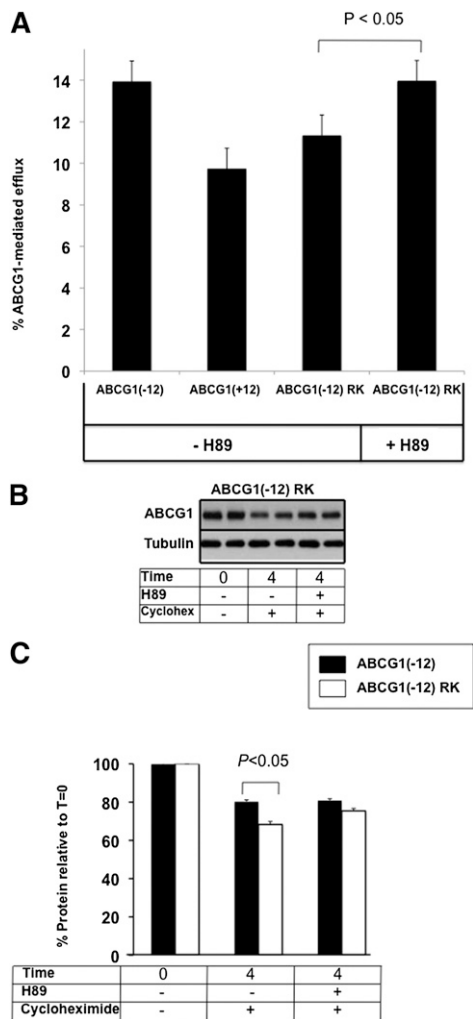 A
P < 0.05
% ABCG1-mediated efflux
14
12
10
8
6
4
2
0
ABCG1(-12) ABCG1(+12) ABCG1(-12) RK ABCG1(-12) RK
- H89 + H89
B
ABCG1(-12) RK
ABCG1
Tubulin
Time 0 4 4
H89 - - +
Cyclohex - + +
C
ABCG1(-12)
ABCG1(-12) RK
P<0.05
% Protein relative to T=0
100
80
60
40
20
0
Time 0 4 4
H89 - - +
Cycloheximide - + +